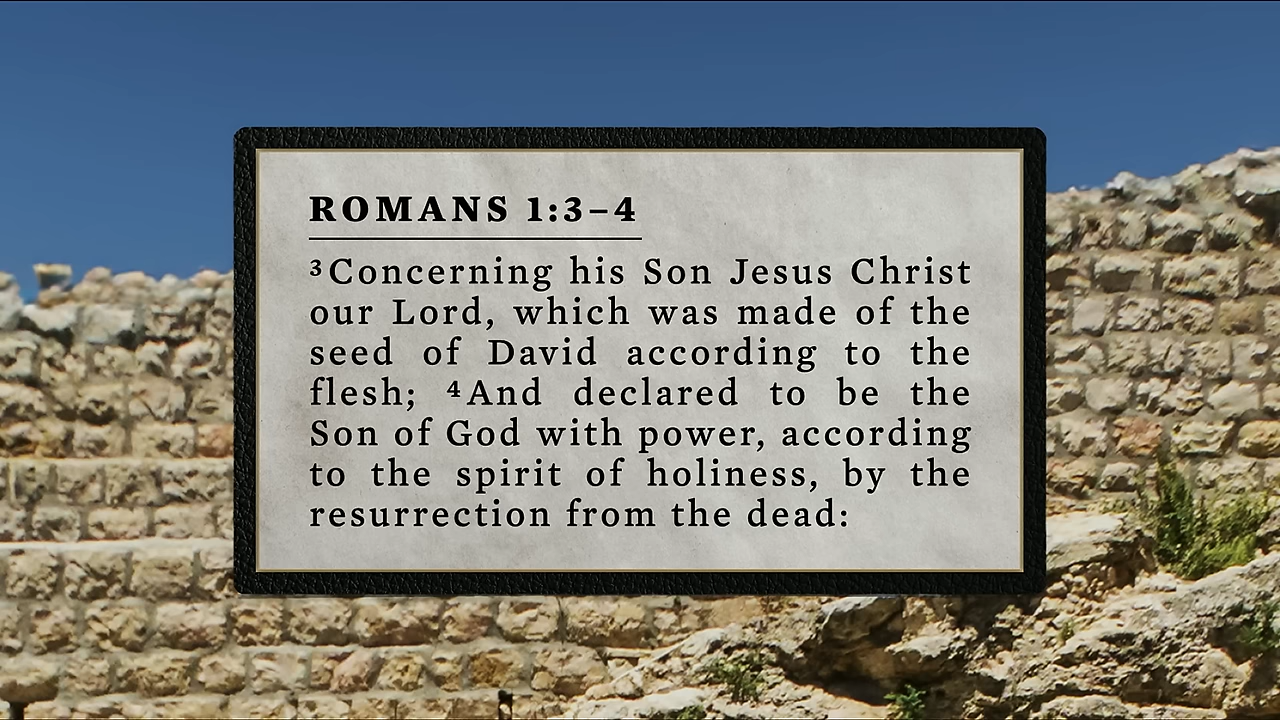 ROMANS 1:3–4
³Concerning his Son Jesus Christ
our Lord, which was made of the
seed of David according to the
flesh; ⁴And declared to be the
Son of God with power, according
to the spirit of holiness, by the
resurrection from the dead: